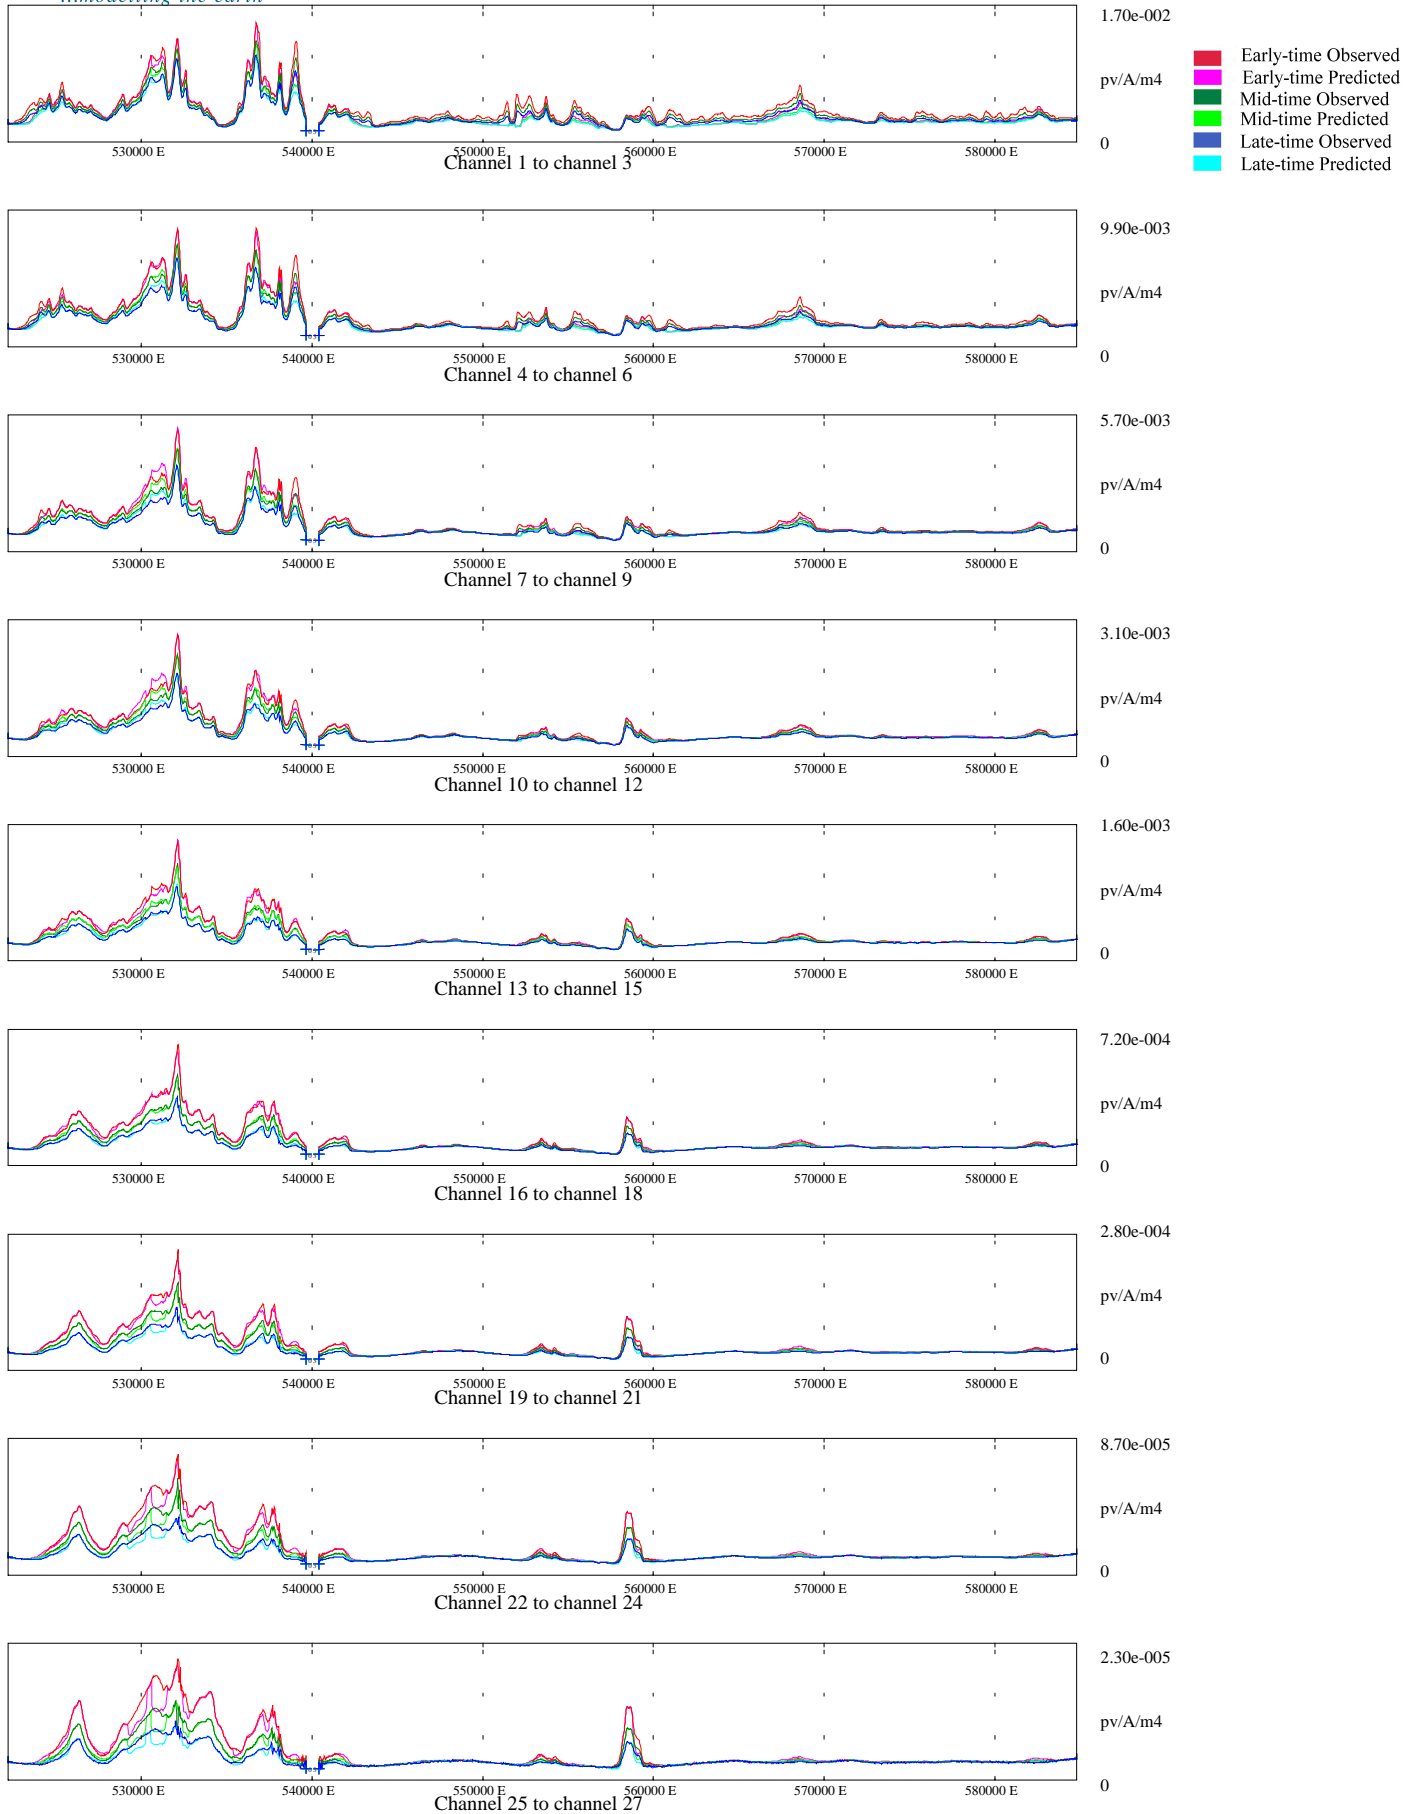 ...modelling the earth
1.70e-002
pv/A/m4
0
Early-time Observed
Early-time Predicted
Mid-time Observed
Mid-time Predicted
Late-time Observed
Late-time Predicted
530000 E 540000 E 550000 E 560000 E 570000 E 580000 E
Channel 1 to channel 3
9.90e-003
pv/A/m4
0
530000 E 540000 E 550000 E 560000 E 570000 E 580000 E
Channel 4 to channel 6
5.70e-003
pv/A/m4
0
530000 E 540000 E 550000 E 560000 E 570000 E 580000 E
Channel 7 to channel 9
3.10e-003
pv/A/m4
0
530000 E 540000 E 550000 E 560000 E 570000 E 580000 E
Channel 10 to channel 12
1.60e-003
pv/A/m4
0
530000 E 540000 E 550000 E 560000 E 570000 E 580000 E
Channel 13 to channel 15
7.20e-004
pv/A/m4
0
530000 E 540000 E 550000 E 560000 E 570000 E 580000 E
Channel 16 to channel 18
2.80e-004
pv/A/m4
0
530000 E 540000 E 550000 E 560000 E 570000 E 580000 E
Channel 19 to channel 21
8.70e-005
pv/A/m4
0
530000 E 540000 E 550000 E 560000 E 570000 E 580000 E
Channel 22 to channel 24
2.30e-005
pv/A/m4
0
530000 E 540000 E 550000 E 560000 E 570000 E 580000 E
Channel 25 to channel 27